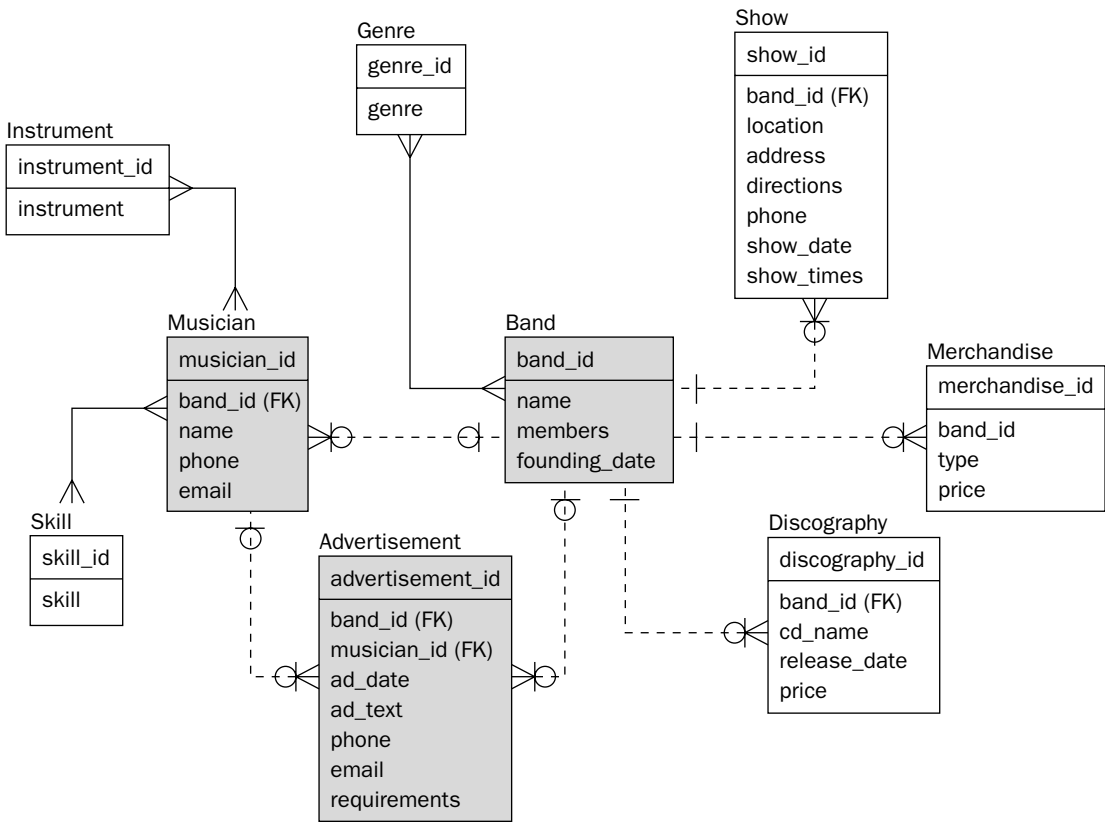 Genre
genre_id
genre
Show
show_id
band_id (FK)
location
address
directions
phone
show_date
show_times
Instrument
instrument_id
instrument
Musician
musician_id
band_id (FK)
name
phone
email
Band
band_id
name
members
founding_date
Merchandise
merchandise_id
band_id
type
price
Skill
skill_id
skill
Advertisement
advertisement_id
band_id (FK)
musician_id (FK)
ad_date
ad_text
phone
email
requirements
Discography
discography_id
band_id (FK)
cd_name
release_date
price